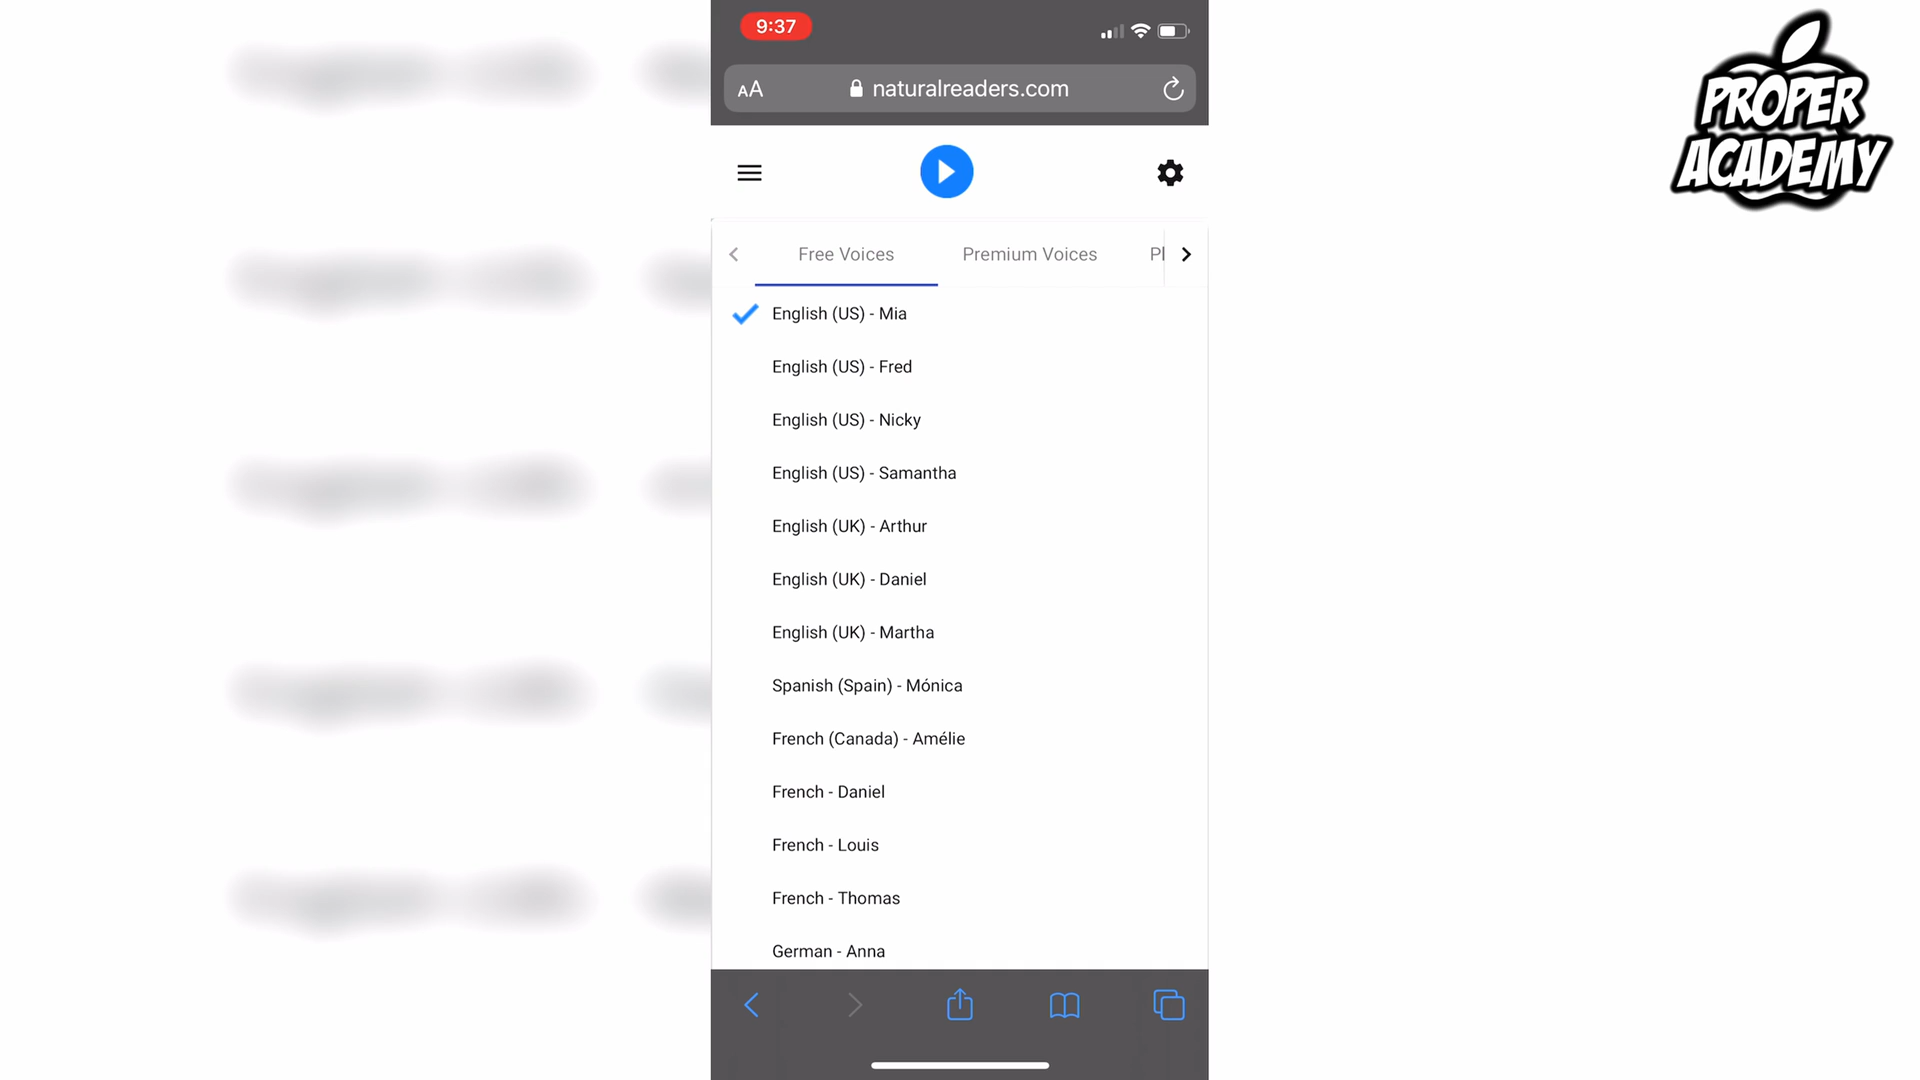 9:37
AA naturalreaders.com
Free Voices Premium Voices Pl
English (US) - Mia
English (US) - Fred
English (US) - Nicky
English (US) - Samantha
English (UK) - Arthur
English (UK) - Daniel
English (UK) - Martha
Spanish (Spain) - Mónica
French (Canada) - Amélie
French - Daniel
French - Louis
French - Thomas
German - Anna
PROPER
ACADEMY